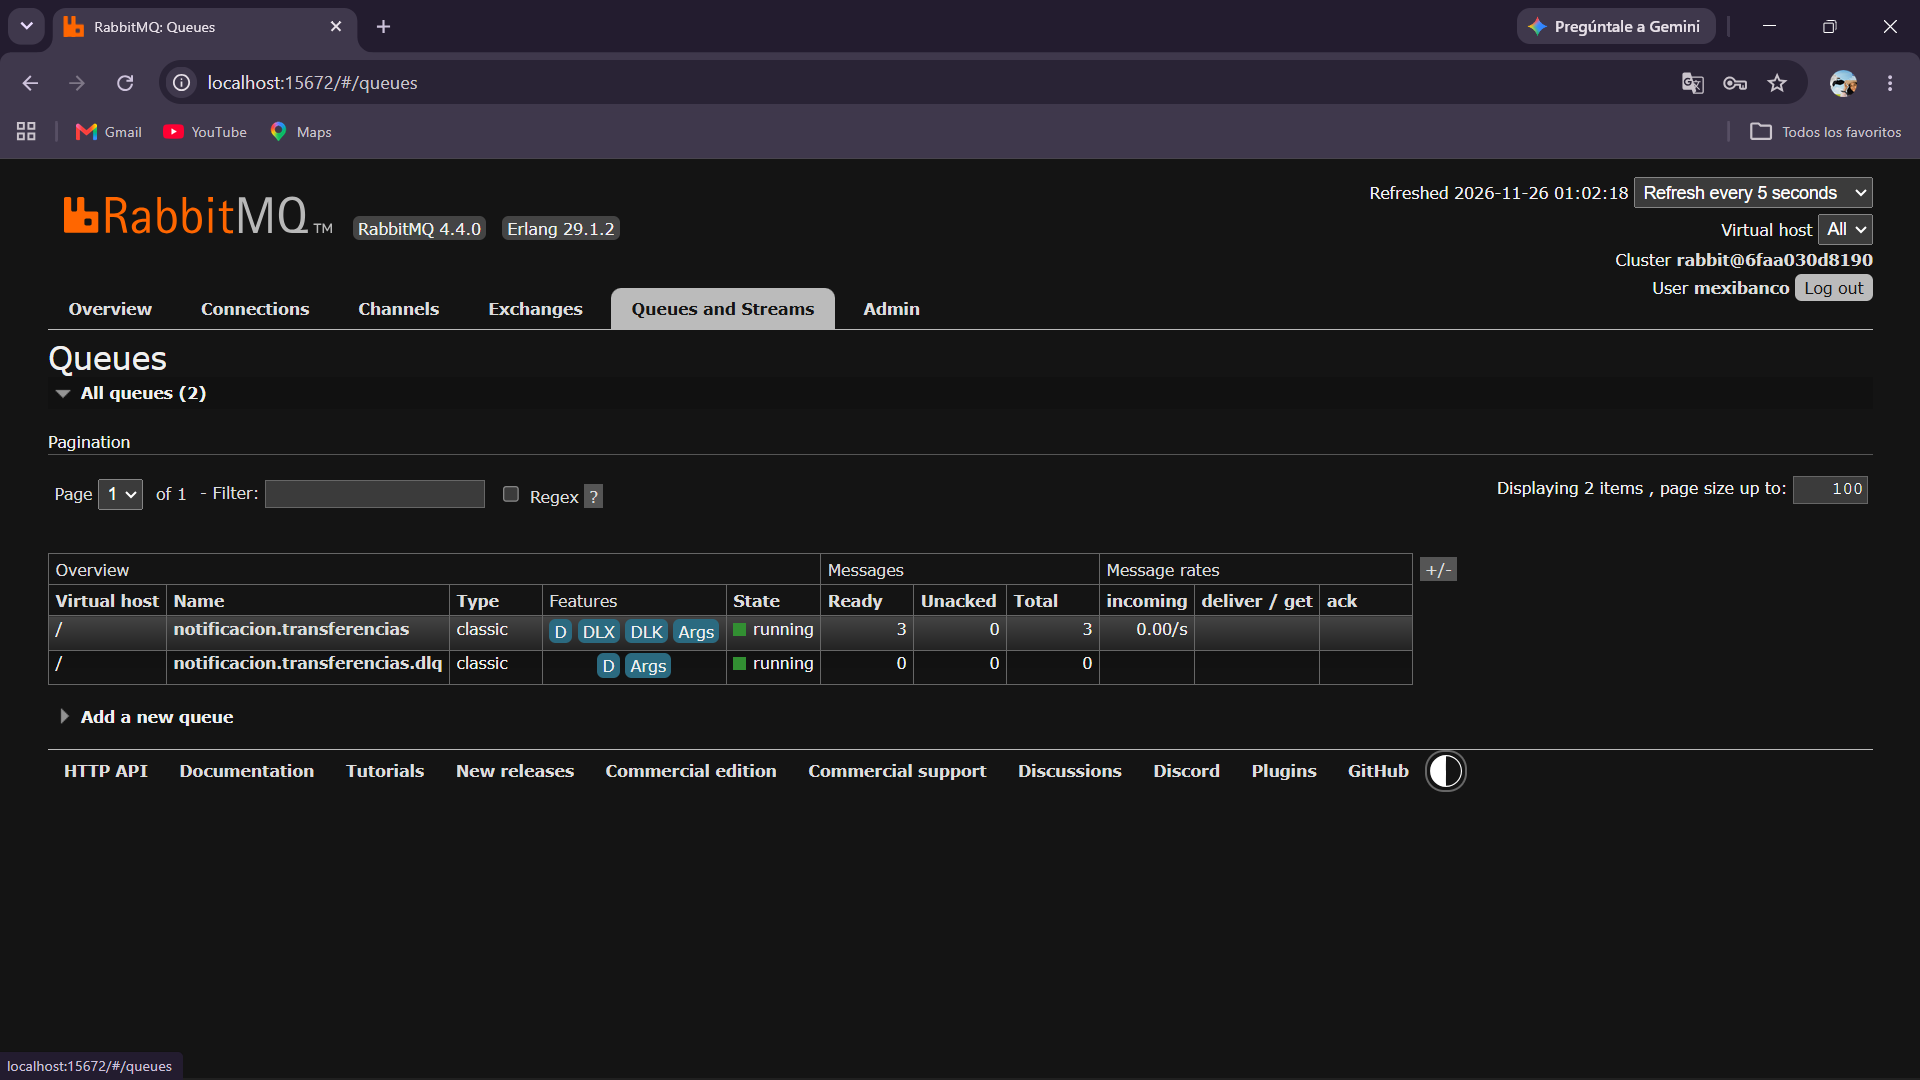 RabbitMQ: Queues
Pregúntale a Gemini
localhost:15672/#/queues
Gmail
YouTube
Maps
Todos los favoritos
RabbitMQ TM
RabbitMQ 4.4.0
Erlang 29.1.2
Refreshed 2026-11-26 01:02:18
Refresh every 5 seconds
Virtual host All
Cluster rabbit@6faa030d8190
User mexibanco Log out
Overview
Connections
Channels
Exchanges
Queues and Streams
Admin
Queues
All queues (2)
Pagination
Page 1 of 1 - Filter:
Regex ?
Displaying 2 items , page size up to: 100
Overview Messages Message rates +/-
Virtual host Name Type Features State Ready Unacked Total incoming deliver / get ack
/ notificacion.transferencias classic D DLX DLK Args running 3 0 3 0.00/s
/ notificacion.transferencias.dlq classic D Args running 0 0 0
Add a new queue
HTTP API
Documentation
Tutorials
New releases
Commercial edition
Commercial support
Discussions
Discord
Plugins
GitHub
localhost:15672/#/queues